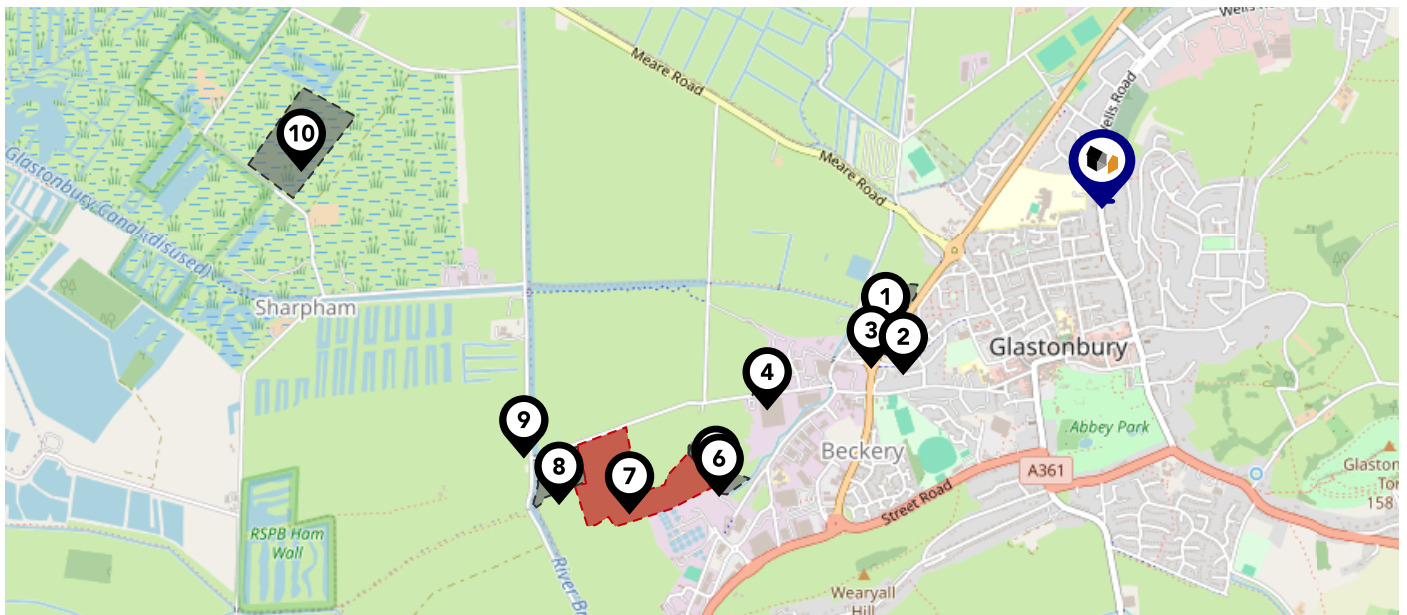 Wells
Meare Road
Wells Road
10
Meare Road
Glastonbury Canal (disused)
1
Sharpham
3
2
Glastonbury
4
9
Abbey Park
Beckery
6
8
7
A361
Glaston
Tor
158
Street Road
RSPB Ham
Wall
River Br
Wearyall
Hill